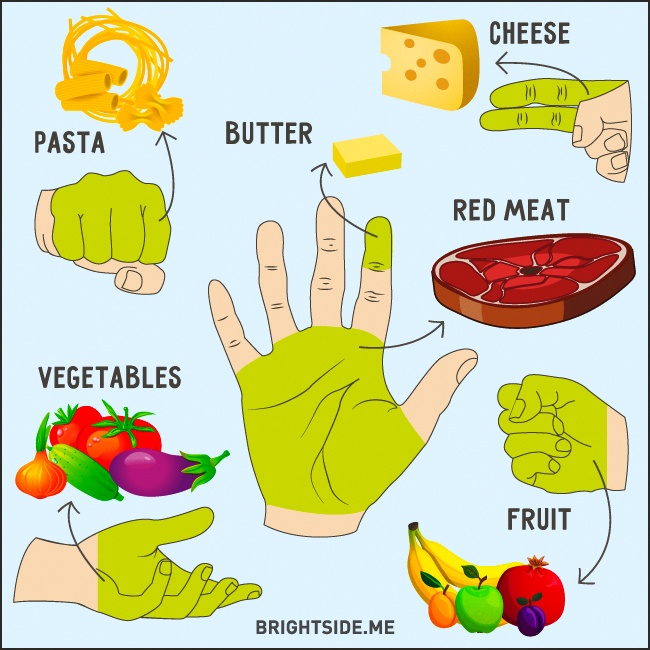 CHEESE
PASTA
BUTTER
RED MEAT
VEGETABLES
FRUIT
BRIGHTSIDE.ME